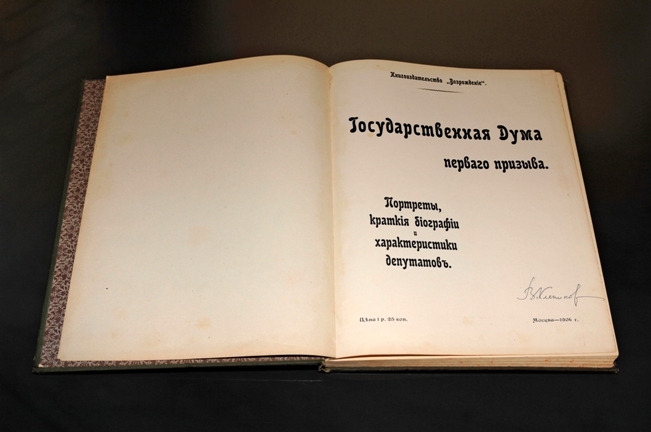 Книгоиздательство „Возрожденіе".
Государственная Дума
перваго призыва.
Портреты,
краткія біографіи
и
характеристики
депутатовъ.
Цѣна 1 р. 25 коп.
Москва—1906 г.